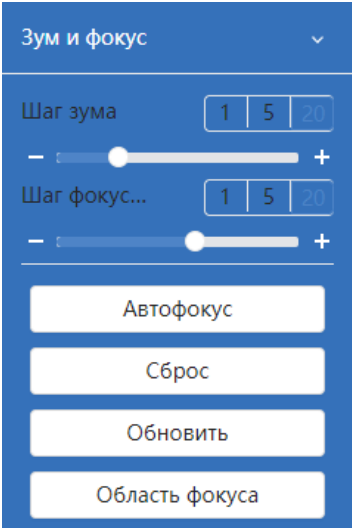 Зум и фокус
Шаг зума 1 5 20
− +
Шаг фокус... 1 5 20
− +
Автофокус
Сброс
Обновить
Область фокуса